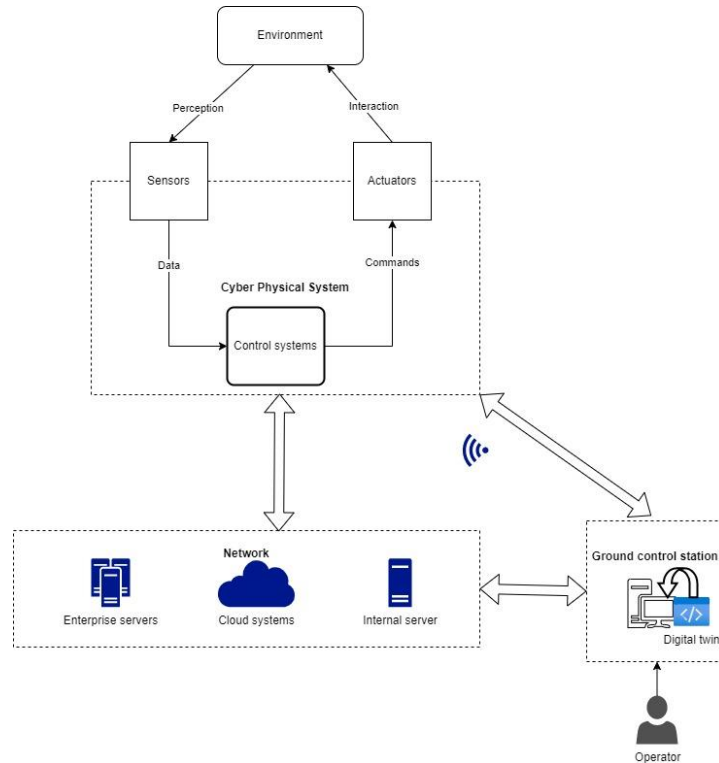 Environment
Perception
Interaction
Sensors
Actuators
Data
Commands
Cyber Physical System
Control systems
Network
Enterprise servers
Cloud systems
Internal server
Ground control station
</>
Digital twin
Operator